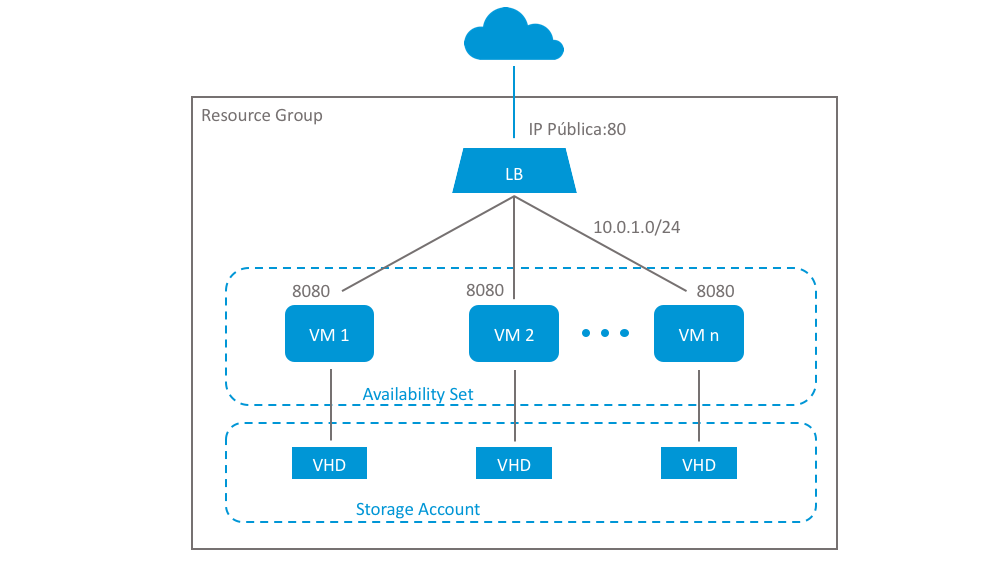 Resource Group
IP Pública:80
LB
10.0.1.0/24
8080
8080
8080
VM 1
VM 2
VM n
Availability Set
VHD
VHD
VHD
Storage Account